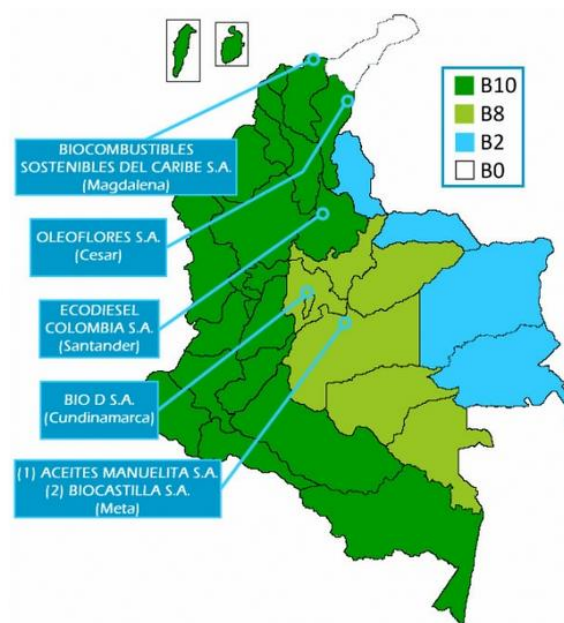 B10
B8
B2
B0
BIOCOMBUSTIBLES
SOSTENIBLES DEL CARIBE S.A.
(Magdalena)
OLEOFLORES S.A.
(Cesar)
ECODIESEL
COLOMBIA S.A.
(Santander)
BIO D S.A.
(Cundinamarca)
(1) ACEITES MANUELITA S.A.
(2) BIOCASTILLA S.A.
(Meta)